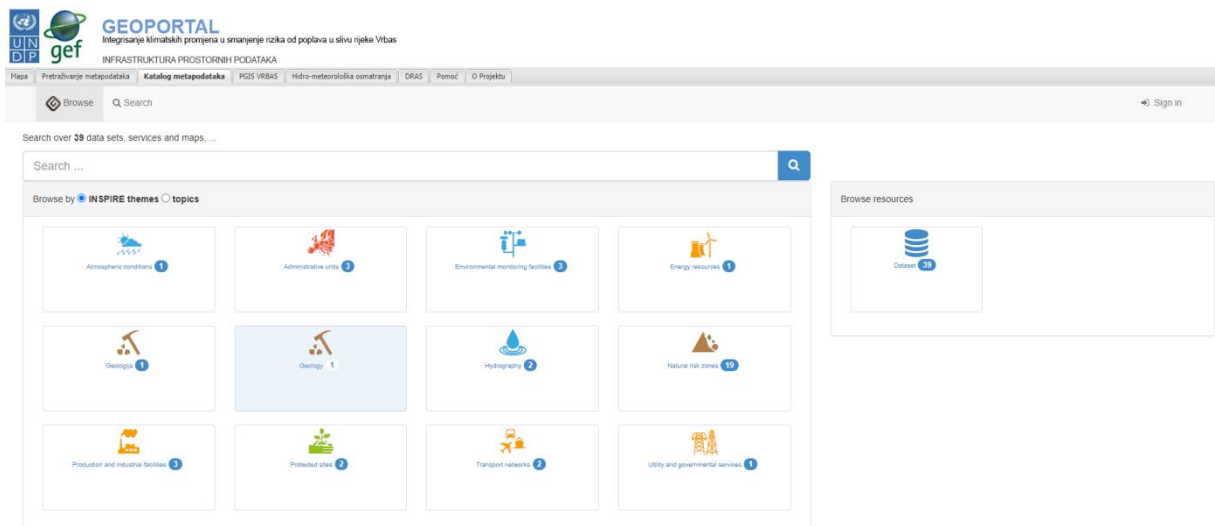 UNDP
gef
GEOPORTAL
Integrisanje klimatskih promjena u smanjenje rizika od poplava u slivu rijeke Vrbas
INFRASTRUKTURA PROSTORNIH PODATAKA
Mapa Pretraživanje metapodataka Katalog metapodataka PGIS VRBAS Hidro-meteorološka osmatranja DRAS Pomoć O Projektu
Browse Search Sign in
Search over 39 data sets, services and maps, ...
Search ...
Browse by INSPIRE themes topics
Browse resources
Atmospheric conditions 1
Administrative units 3
Environmental monitoring facilities 3
Energy resources 1
Dataset 39
Geologija 1
Geology 1
Hydrography 2
Natural risk zones 19
Production and industrial facilities 3
Protected sites 2
Transport networks 2
Utility and governmental services 1